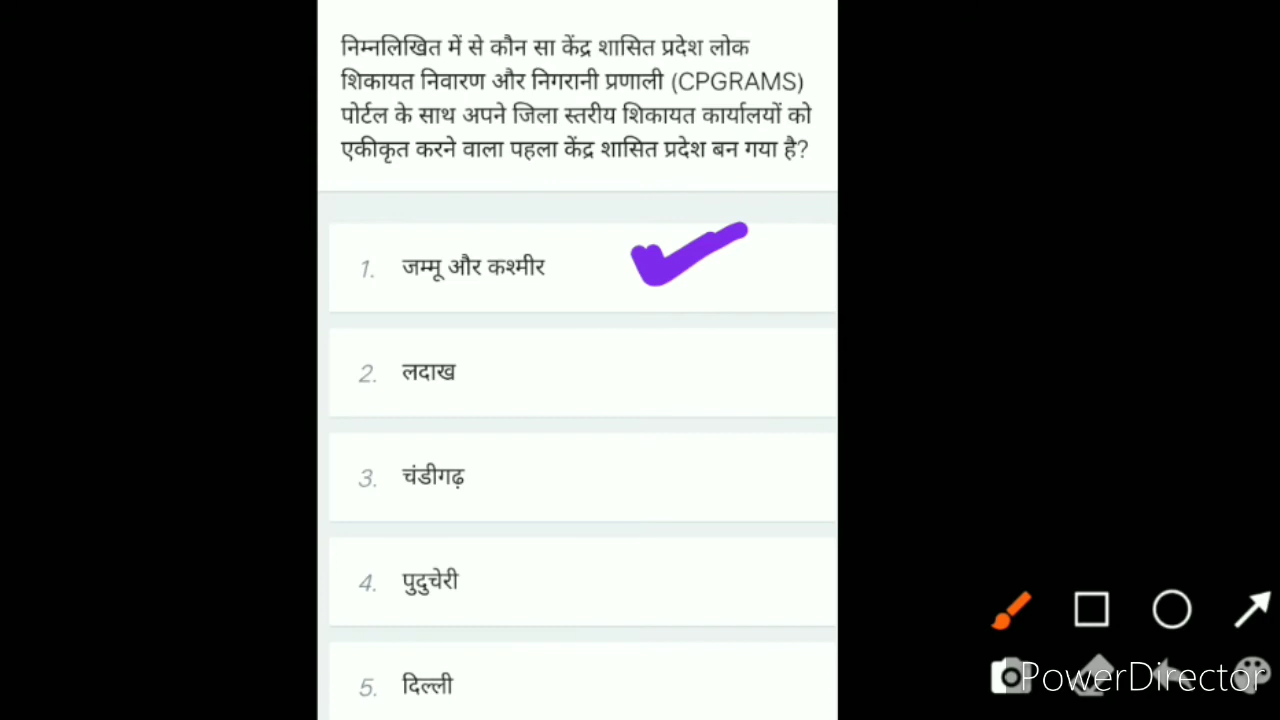 निम्नलिखित में से कौन सा केंद्र शासित प्रदेश लोक
शिकायत निवारण और निगरानी प्रणाली (CPGRAMS)
पोर्टल के साथ अपने जिला स्तरीय शिकायत कार्यालयों को
एकीकृत करने वाला पहला केंद्र शासित प्रदेश बन गया है?
1. जम्मू और कश्मीर
2. लदाख
3. चंडीगढ़
4. पुदुचेरी
5. दिल्ली
PowerDirector